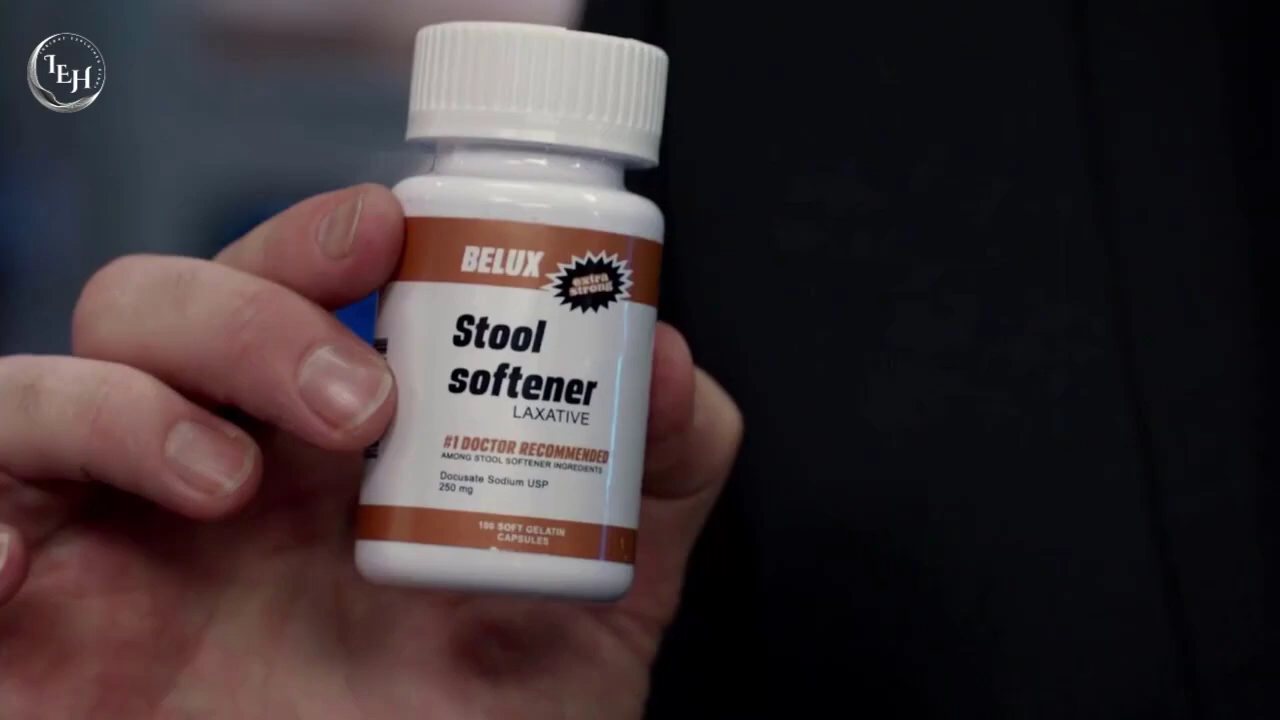 IEH
BELUX
extra
strong
Stool
softener
LAXATIVE
#1 DOCTOR RECOMMENDED
AMONG STOOL SOFTENER INGREDIENTS
Docusate Sodium USP
250 mg
100 SOFT GELATIN
CAPSULES